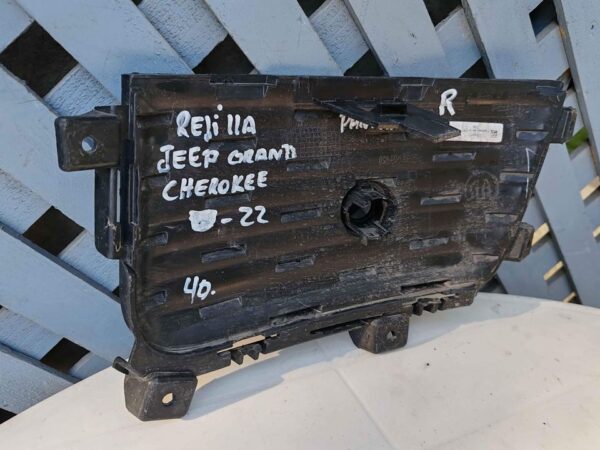 REJILLA
JEEP GRAND
CHEROKEE
-22
40.
R